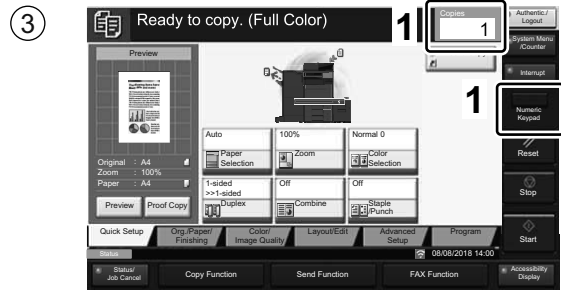 3
Ready to copy. (Full Color)
1
Copies
1
Authentic./
Logout
System Menu
/Counter
Interrupt
1
Numeric
Keypad
Preview
Original : A4
Zoom : 100%
Paper : A4
Preview
Proof Copy
Auto
Paper
Selection
100%
Zoom
Normal 0
Color
Selection
1-sided
>>1-sided
Duplex
Off
Combine
Off
Staple
/Punch
Reset
Stop
Start
Quick Setup
Org./Paper/
Finishing
Color/
Image Quality
Layout/Edit
Advanced
Setup
Program
Status
08/08/2018 14:00
Status/
Job Cancel
Copy Function
Send Function
FAX Function
Accessibility
Display